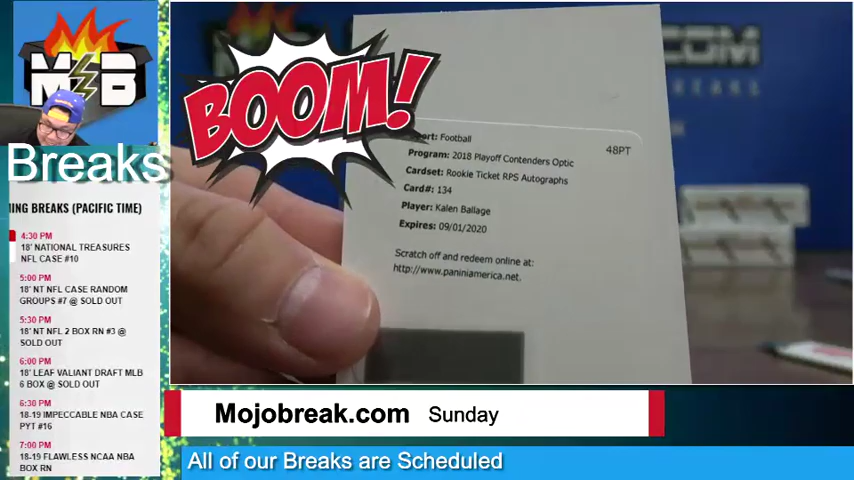 M B
Breaks
ING BREAKS (PACIFIC TIME)
4:30 PM
18' NATIONAL TREASURES
NFL CASE #10
5:00 PM
18' NT NFL CASE RANDOM
GROUPS #7 @ SOLD OUT
5:30 PM
18' NT NFL 2 BOX RN #3 @
SOLD OUT
6:00 PM
18' LEAF VALIANT DRAFT MLB
6 BOX @ SOLD OUT
6:30 PM
18-19 IMPECCABLE NBA CASE
PYT #16
7:00 PM
18-19 FLAWLESS NCAA NBA
BOX RN
BOOM!
.COM
REAKS
ort: Football
48PT
Program: 2018 Playoff Contenders Optic
Cardset: Rookie Ticket RPS Autographs
Card#: 134
Player: Kalen Ballage
Expires: 09/01/2020
Scratch off and redeem online at:
http://www.paniniamerica.net.
Mojobreak.com Sunday
All of our Breaks are Scheduled